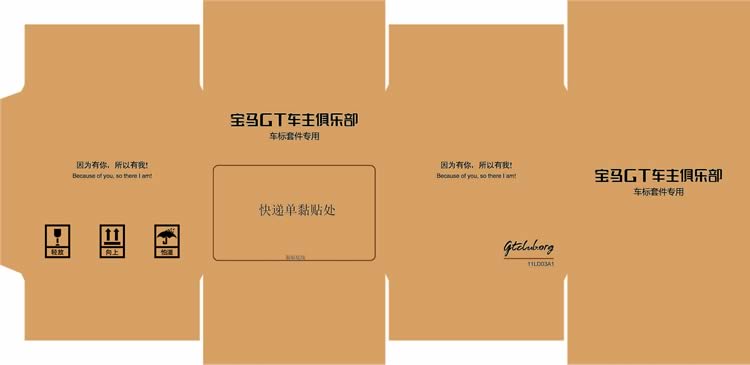 因为有你，所以有我!
Because of you, so there I am!
轻放
向上
怕湿
宝马GT车主俱乐部
车标套件专用
快递单黏贴处
因为有你，所以有我!
Because of you, so there I am!
gtclub.org
11LD03A1
宝马GT车主俱乐部
车标套件专用